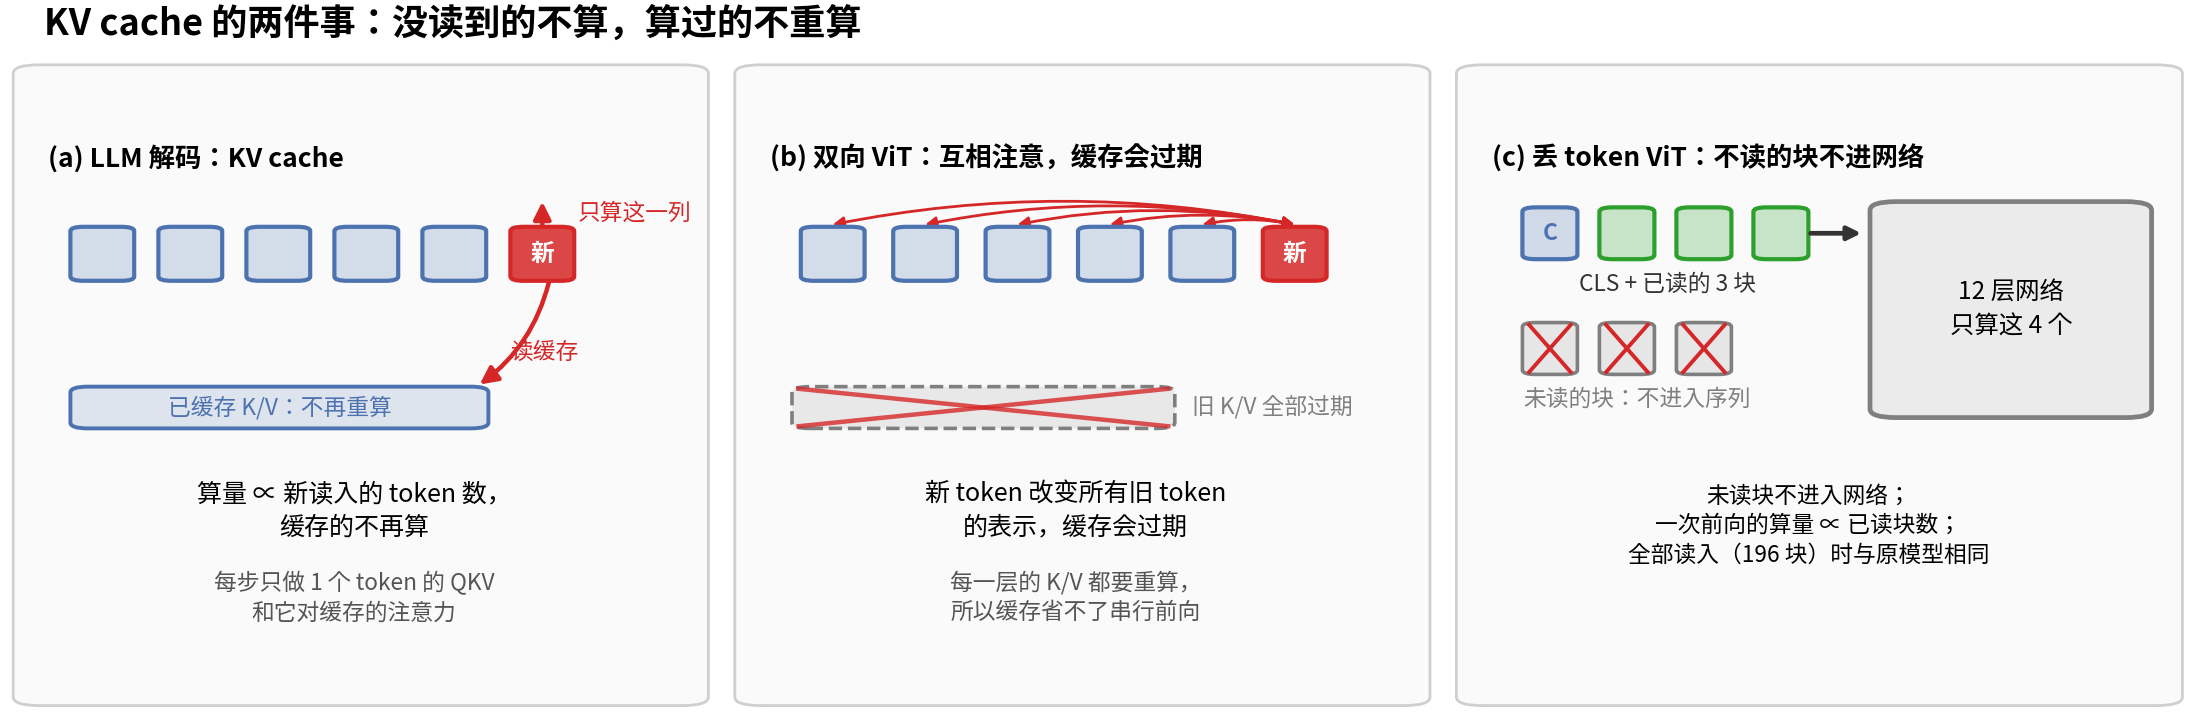 KV cache 的两件事：没读到的不算，算过的不重算
(a) LLM 解码：KV cache
只算这一列
新
读缓存
已缓存 K/V：不再重算
算量 ∝ 新读入的 token 数，
缓存的不再算
每步只做 1 个 token 的 QKV
和它对缓存的注意力
(b) 双向 ViT：互相注意，缓存会过期
新
旧 K/V 全部过期
新 token 改变所有旧 token
的表示，缓存会过期
每一层的 K/V 都要重算，
所以缓存省不了串行前向
(c) 丢 token ViT：不读的块不进网络
C
CLS + 已读的 3 块
未读的块：不进入序列
12 层网络
只算这 4 个
未读块不进入网络；
一次前向的算量 ∝ 已读块数；
全部读入（196 块）时与原模型相同